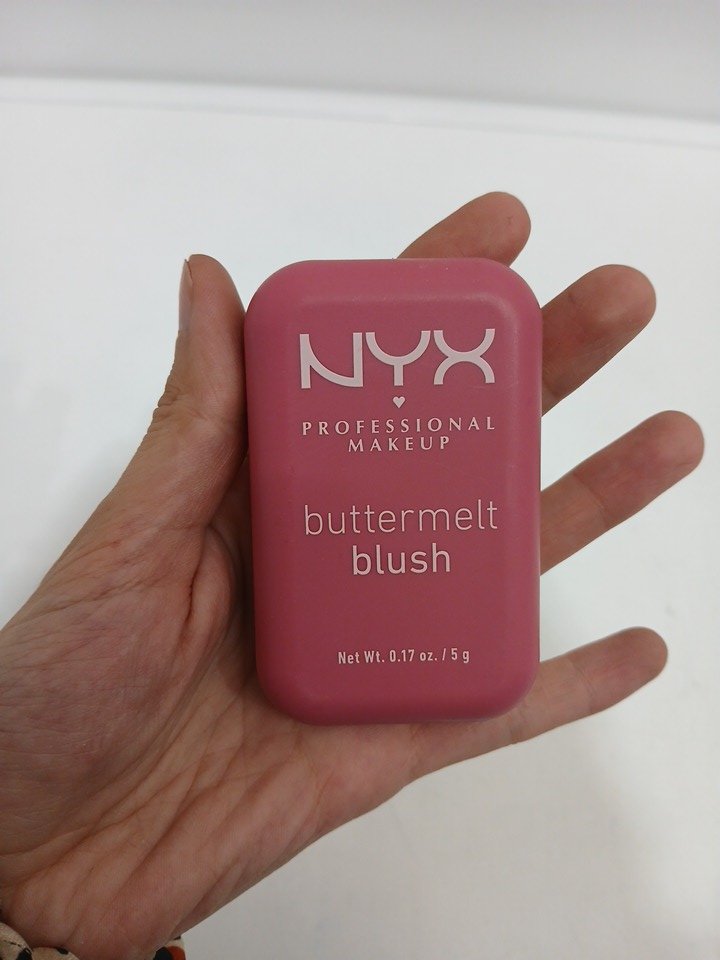 NYX
PROFESSIONAL
MAKEUP
buttermelt
blush
Net Wt. 0.17 oz. / 5 g